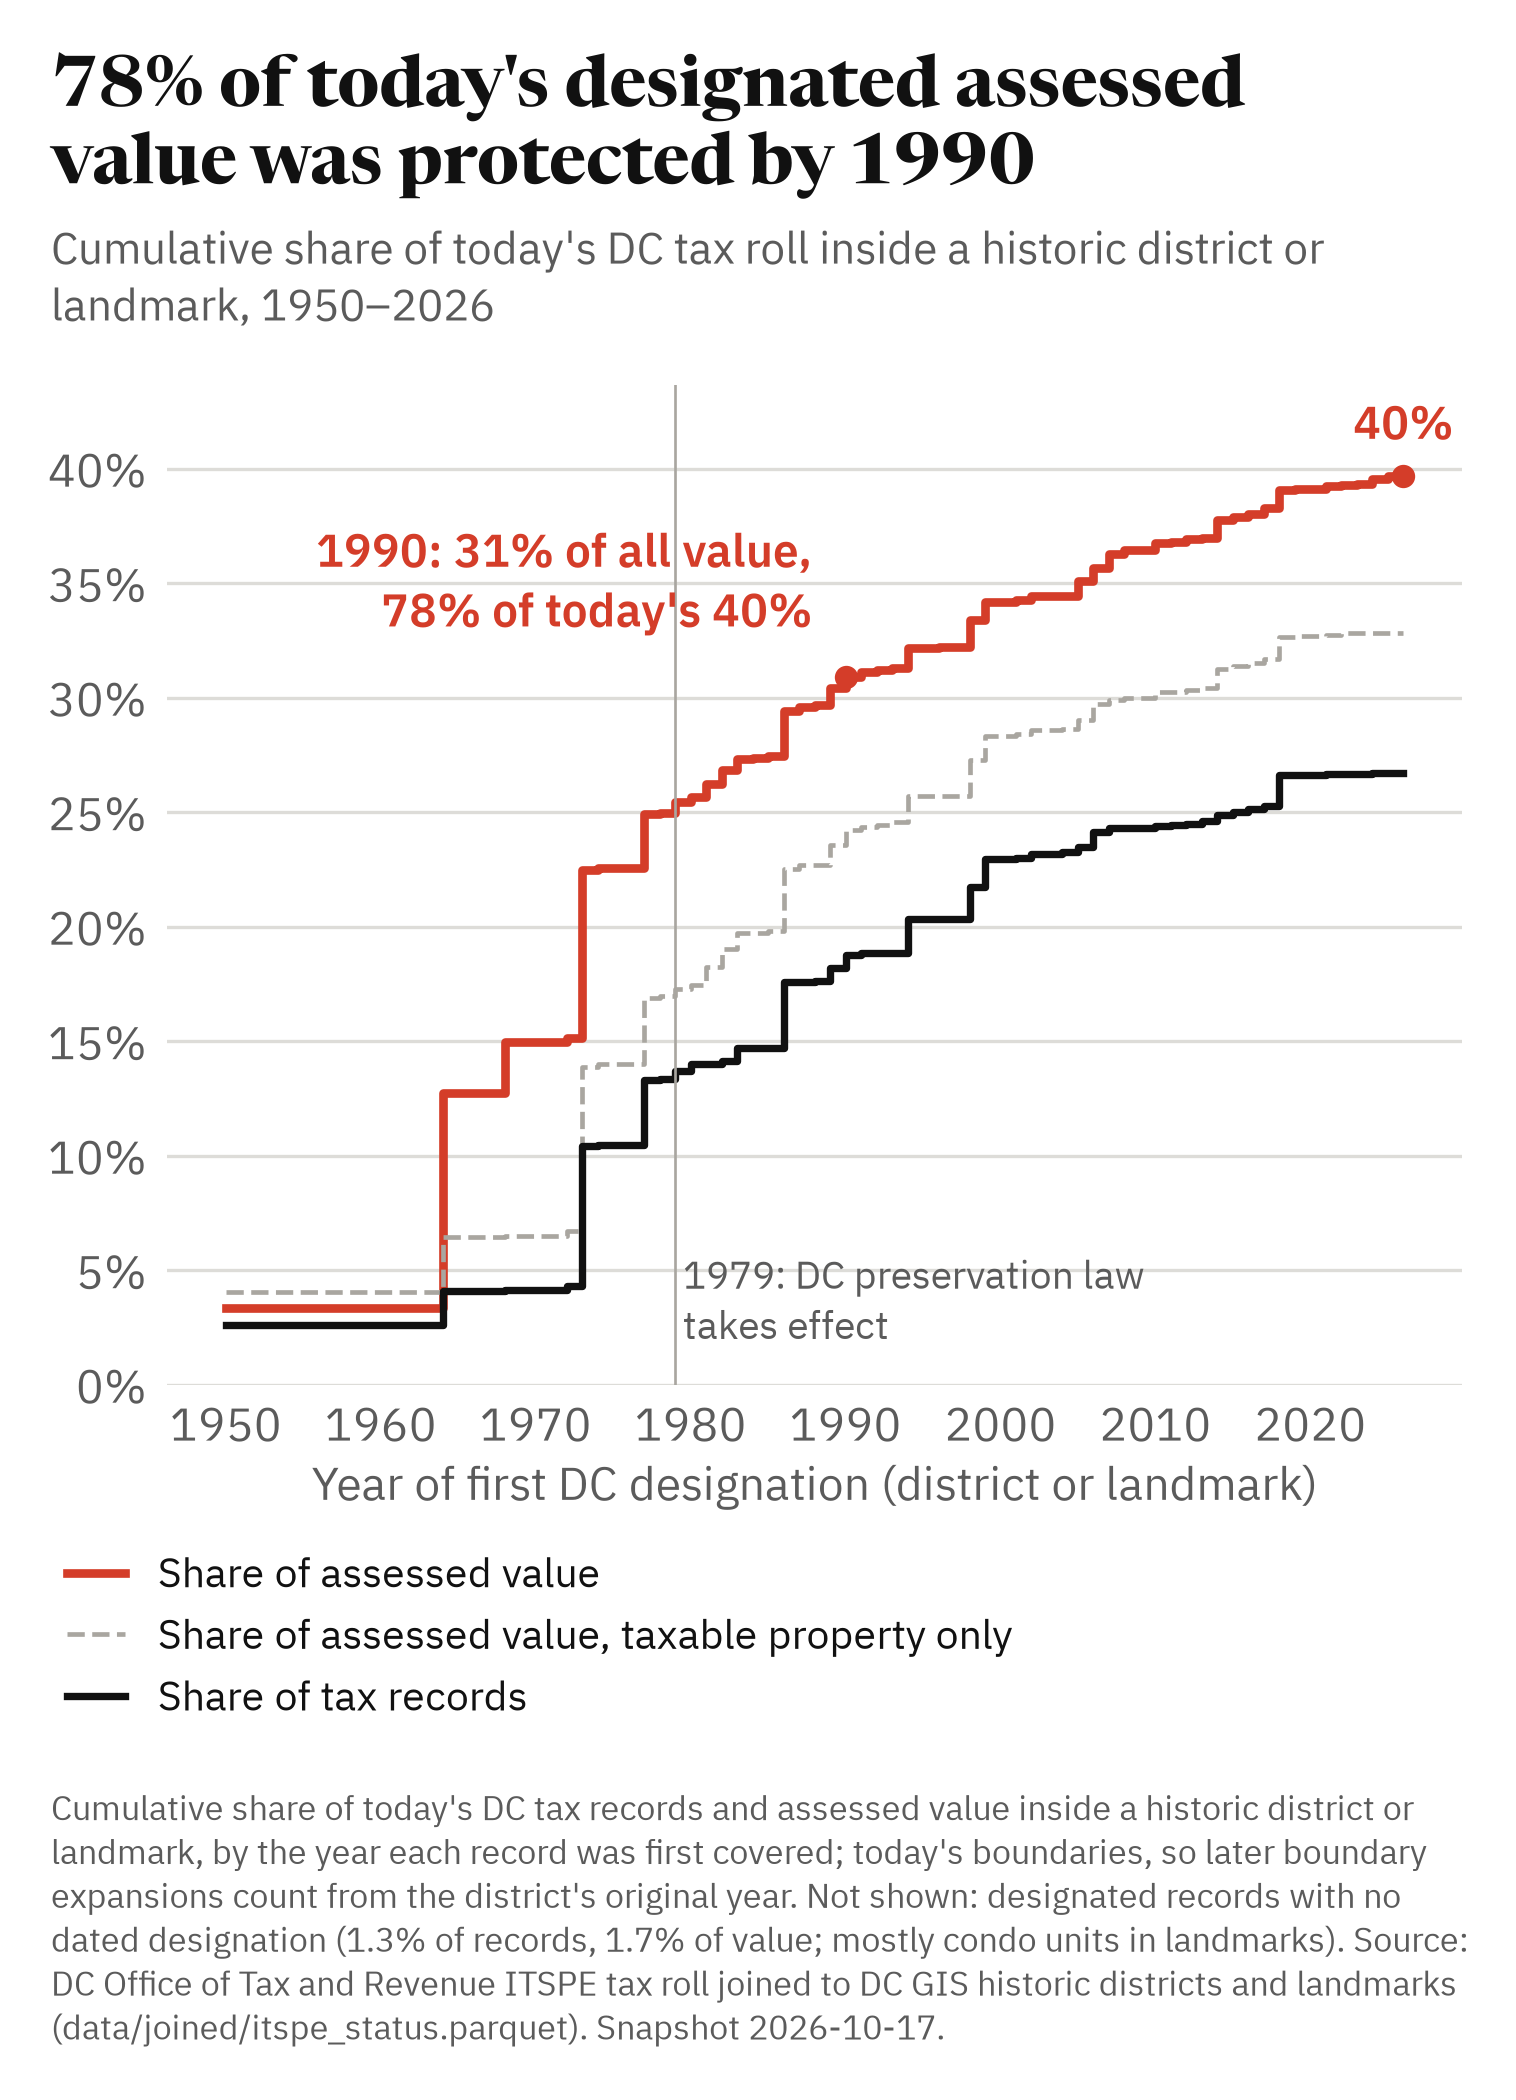 78% of today's designated assessed
value was protected by 1990
Cumulative share of today's DC tax roll inside a historic district or
landmark, 1950–2026
40%
40%
1990: 31% of all value,
78% of today's 40%
35%
30%
25%
20%
15%
10%
5%
1979: DC preservation law
takes effect
0%
1950 1960 1970 1980 1990 2000 2010 2020
Year of first DC designation (district or landmark)
Share of assessed value
Share of assessed value, taxable property only
Share of tax records
Cumulative share of today's DC tax records and assessed value inside a historic district or
landmark, by the year each record was first covered; today's boundaries, so later boundary
expansions count from the district's original year. Not shown: designated records with no
dated designation (1.3% of records, 1.7% of value; mostly condo units in landmarks). Source:
DC Office of Tax and Revenue ITSPE tax roll joined to DC GIS historic districts and landmarks
(data/joined/itspe_status.parquet). Snapshot 2026-10-17.